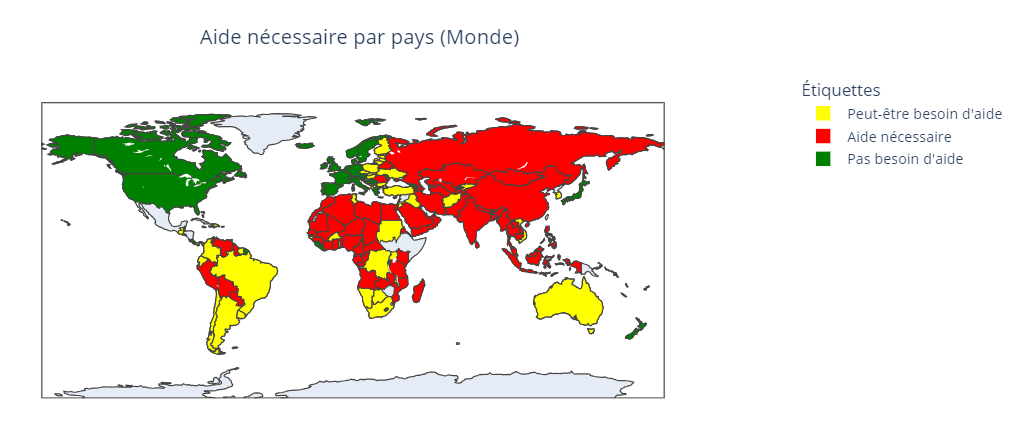 Aide nécessaire par pays (Monde)
Étiquettes
Peut-être besoin d'aide
Aide nécessaire
Pas besoin d'aide